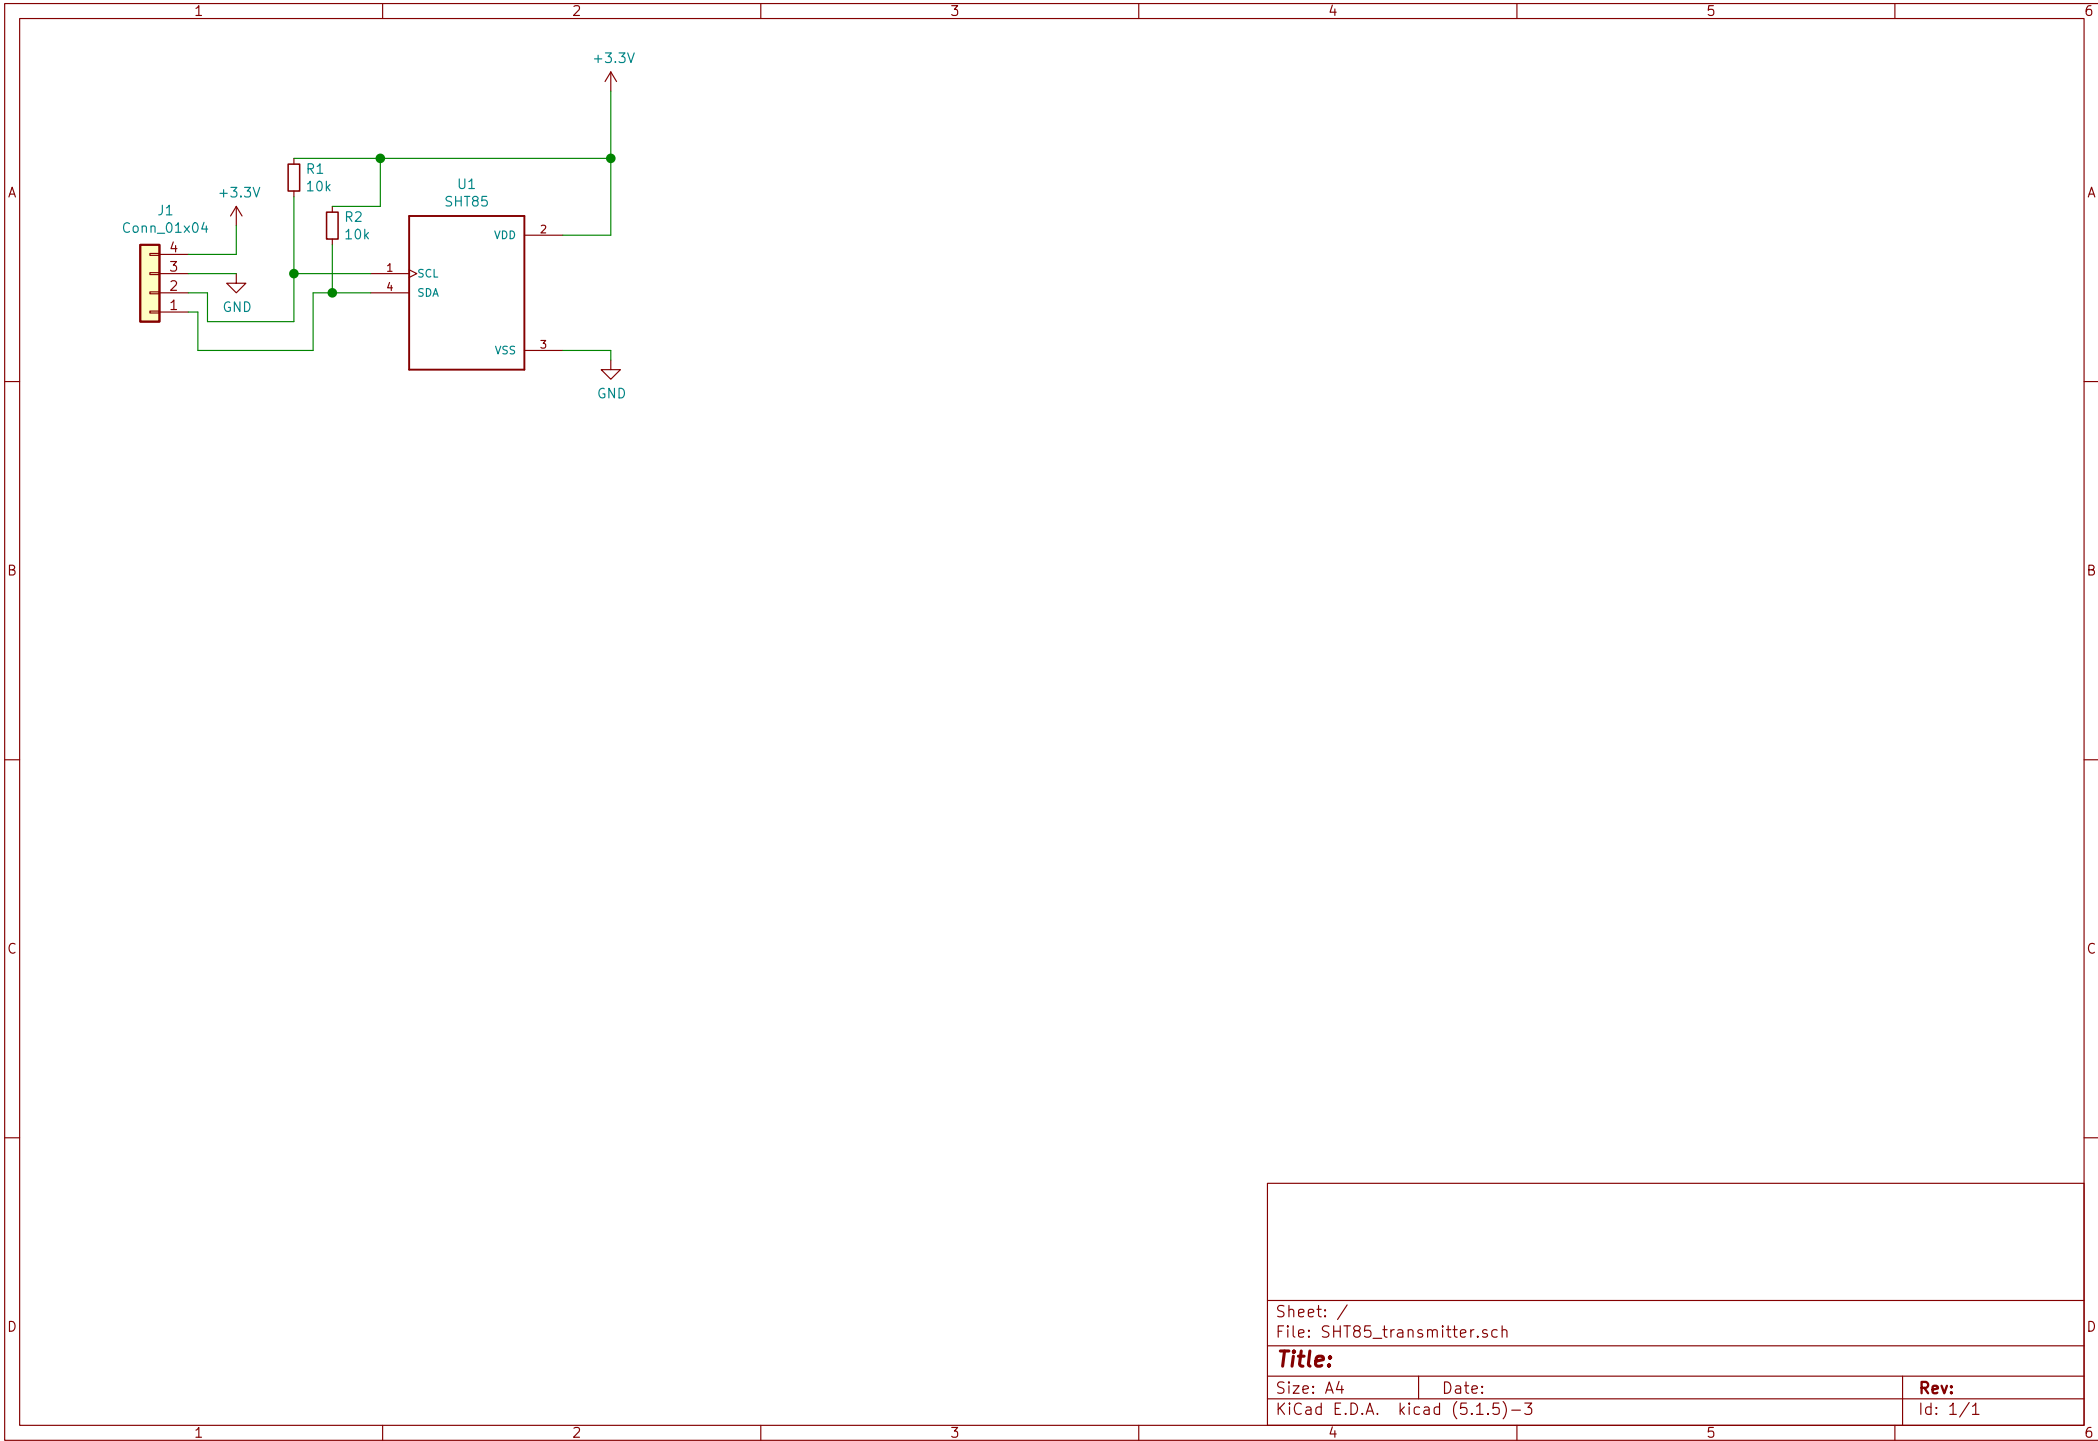 1 2 3 4 5 6
+3.3V
R1
10k
A
A
+3.3V
U1
SHT85
J1
Conn_01x04
R2
10k
VDD 2
4
3
2
1
1 SCL
4 SDA
GND
VSS 3
GND
B
B
C
C
Sheet: /
File: SHT85_transmitter.sch
D
D
Title:
Size: A4 Date: Rev:
KiCad E.D.A. kicad (5.1.5)-3 Id: 1/1
1 2 3 4 5 6